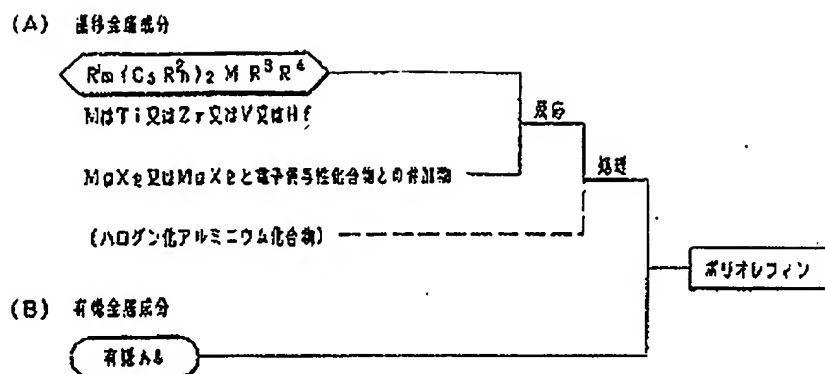 (A) 遷移金属成分
R¹m(C₅R²n)₂MR³R⁴
MはTi又はZr又はV又はHf
反応
MgX₂又はMgX₂と電子供与性化合物との付加物
処理
(ハロゲン化アルミニウム化合物)
ポリオレフィン
(B) 有機金属成分
有機Al